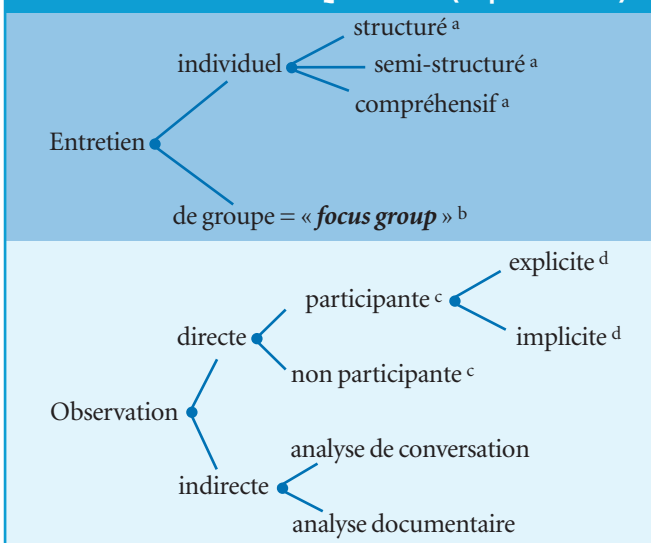 structuré a
individuel
semi-structuré a
compréhensif a
Entretien
de groupe = « focus group » b
explicite d
participante c
directe
implicite d
non participante c
Observation
analyse de conversation
indirecte
analyse documentaire